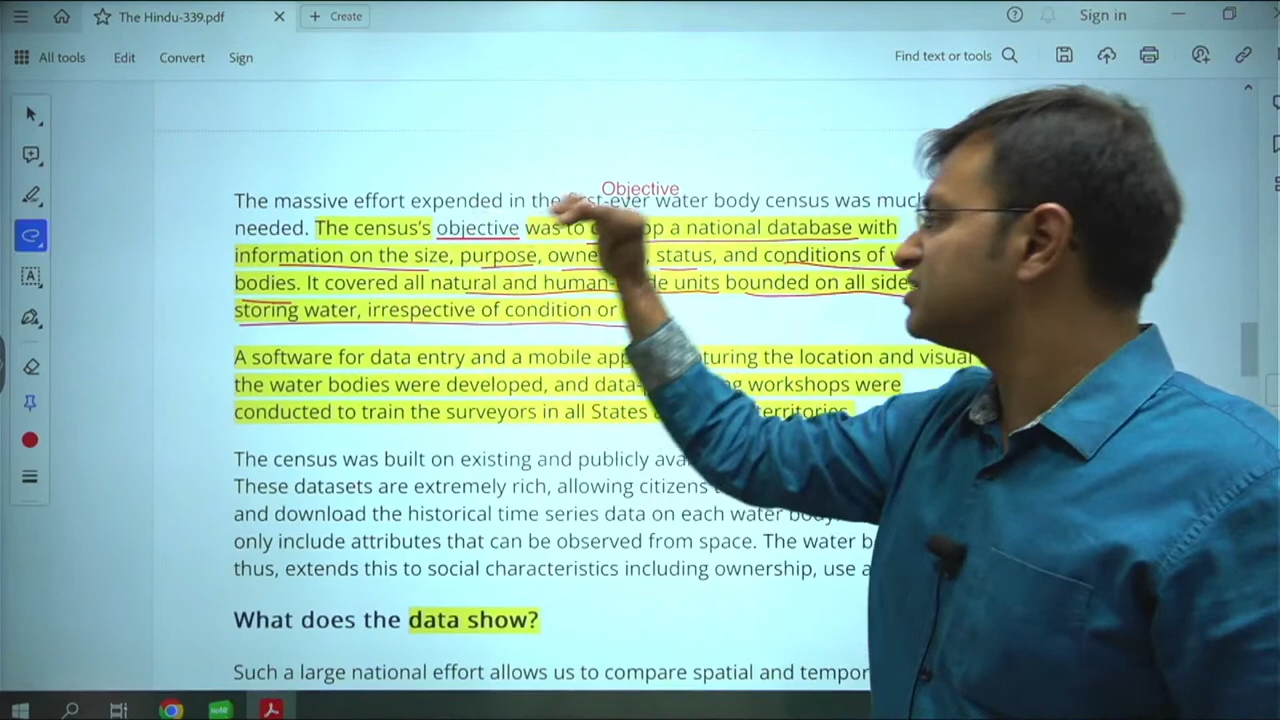 The Hindu-339.pdf
Create
Sign in
All tools
Edit
Convert
Sign
Find text or tools
Objective
The massive effort expended in the first-ever water body census was much
needed. The census's objective was to develop a national database with
information on the size, purpose, status, and conditions of
bodies. It covered all natural and human-made units bounded on all side
storing water, irrespective of condition or
A software for data entry and a mobile app capturing the location and visual
the water bodies were developed, and data- workshops were
conducted to train the surveyors in all States territories.
The census was built on existing and publicly
These datasets are extremely rich, allowing citizens
and download the historical time series data on each water body.
only include attributes that can be observed from space. The water
thus, extends this to social characteristics including ownership, use
What does the data show?
Such a large national effort allows us to compare spatial and